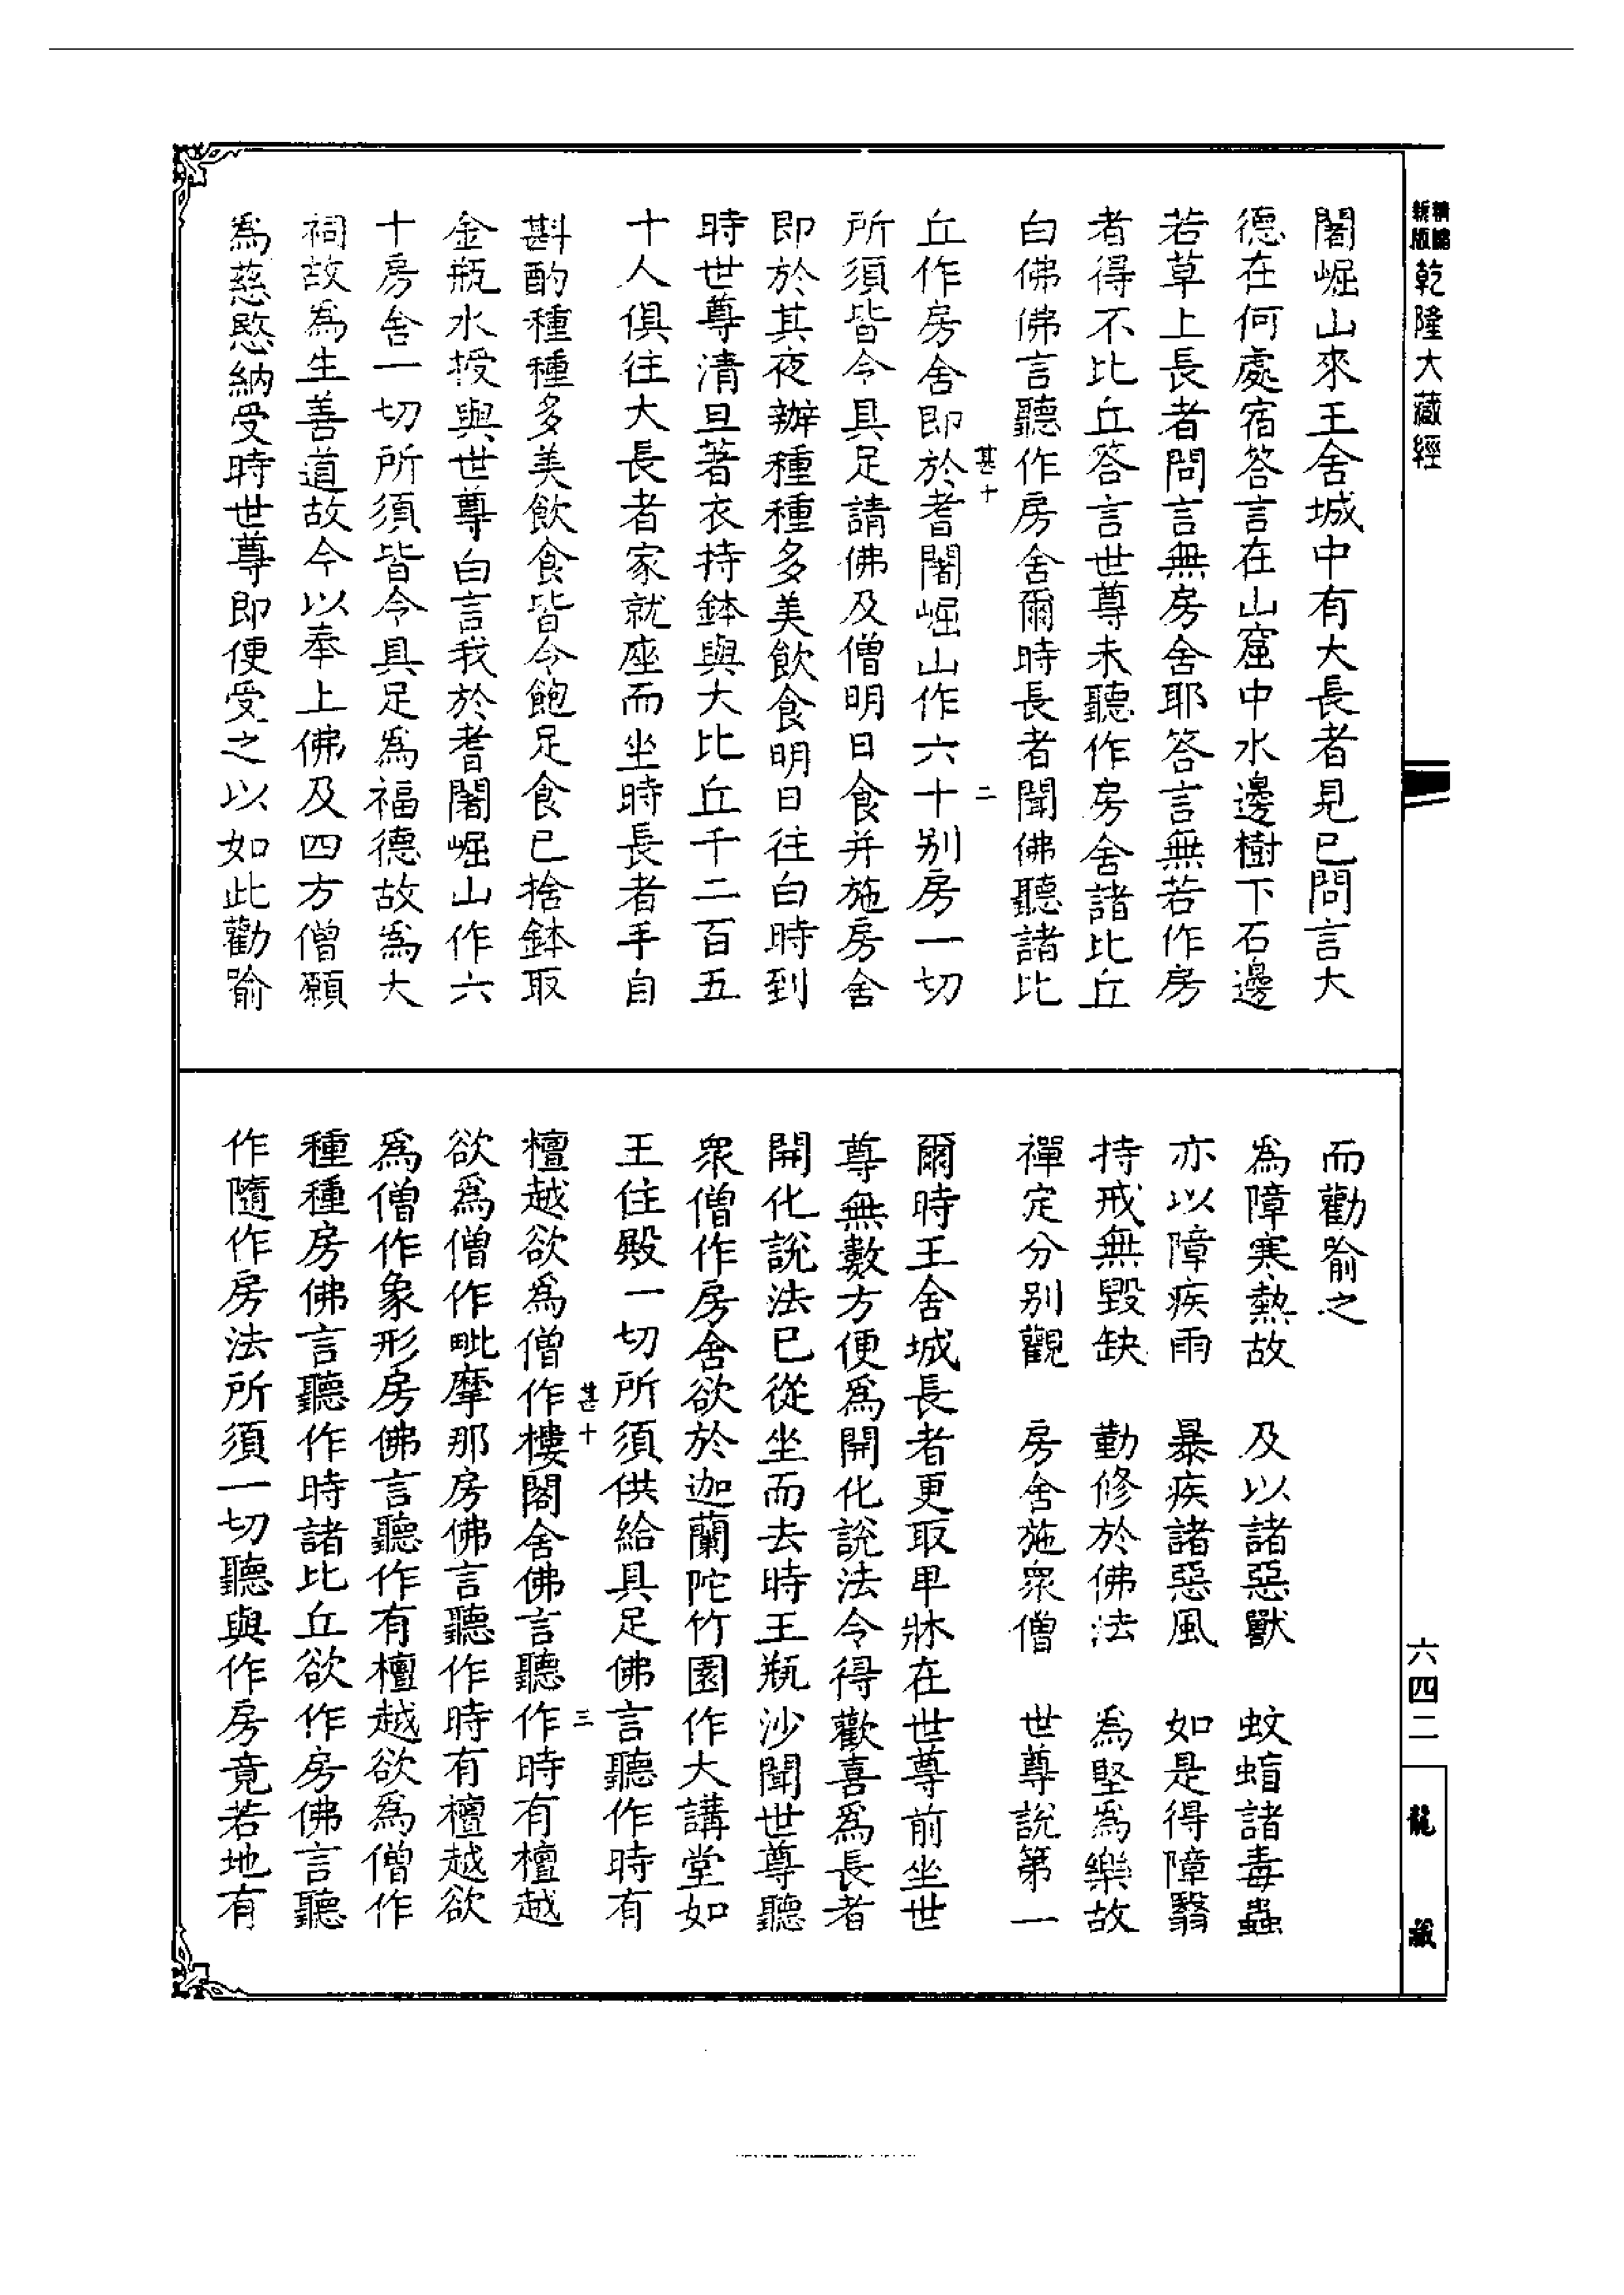 精編
新版
乾隆大藏經
闍崛山來王舍城中有大長者見已問言大
德在何處宿答言在山窟中水邊樹下石邊
若草上長者問言無房舍耶答言無若作房
者得不比丘答言世尊未聽作房舍諸比丘
白佛佛言聽作房舍爾時長者聞佛聽諸比
甚十
二
丘作房舍即於耆闍崛山作六十別房一切
所須皆令具足請佛及僧明日食并施房舍
即於其夜辦種種多美飲食明日往白時到
時世尊清旦著衣持鉢與大比丘千二百五
十人俱往大長者家就座而坐時長者手自
斟酌種種多美飲食皆令飽足食已捨鉢取
金瓶水授與世尊白言我於耆闍崛山作六
十房舍一切所須皆令具足為福德故為大
祠故為生善道故今以奉上佛及四方僧願
為慈愍納受時世尊即便受之以如此勸喻
而勸喻之
為障寒熱故　及以諸惡獸　蚊蝱諸毒蟲
亦以障疾雨　暴疾諸惡風　如是得障翳
持戒無毀缺　勤修於佛法　為堅為樂故
禪定分別觀　房舍施眾僧　世尊說第一
爾時王舍城長者更取卑牀在世尊前坐世
尊無數方便為開化說法令得歡喜為長者
開化說法已從坐而去時王瓶沙聞世尊聽
眾僧作房舍欲於迦蘭陀竹園作大講堂如
王住殿一切所須供給具足佛言聽作時有
甚十
三
檀越欲為僧作樓閣舍佛言聽作時有檀越
欲為僧作毗摩那房佛言聽作時有檀越欲
為僧作象形房佛言聽作有檀越欲為僧作
種種房佛言聽作時諸比丘欲作房佛言聽
作隨作房法所須一切聽與作房竟若地有
六四二
龍藏